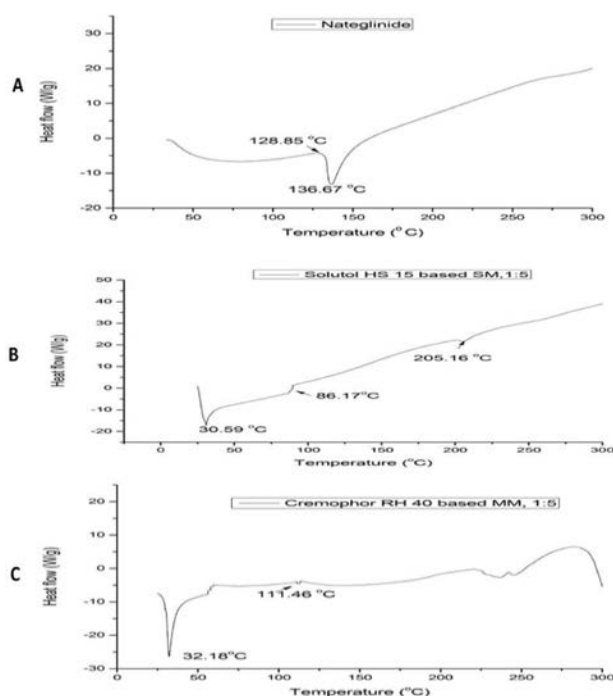 Nateglinide
A
Heat flow (W/g)
30
20
10
0
-10
-20
128.85 °C
136.67 °C
0 50 100 150 200 250 300
Temperature (°C)
Solutol HS 15 based SM,1:5
B
Heat flow (W/g)
50
40
30
20
10
0
-10
-20
205.16 °C
86.17°C
30.59 °C
0 50 100 150 200 250 300
Temperature (°C)
Cremophor RH 40 based MM, 1:5
C
Heat flow (W/g)
20
10
0
-10
-20
-30
111.46 °C
32.18°C
0 50 100 150 200 250 300
Temperature (°C)